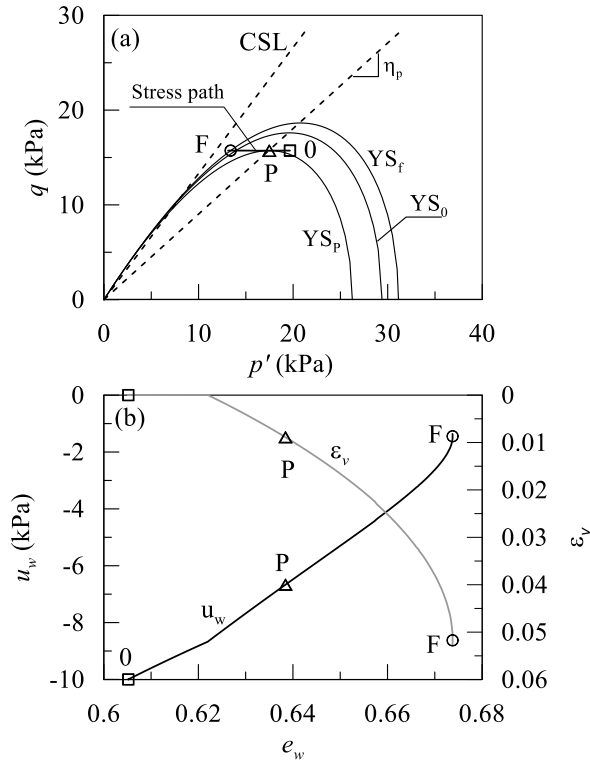 (a)
CSL
ηp
Stress path
F
0
P
YSf
YS0
YSP
q (kPa)
30
20
10
0
0
10
20
30
40
p' (kPa)
(b)
0
-2
-4
-6
-8
-10
uw (kPa)
0
0.01
0.02
0.03
0.04
0.05
0.06
εv
F
εv
P
P
uw
0
F
0.6
0.62
0.64
0.66
0.68
ew